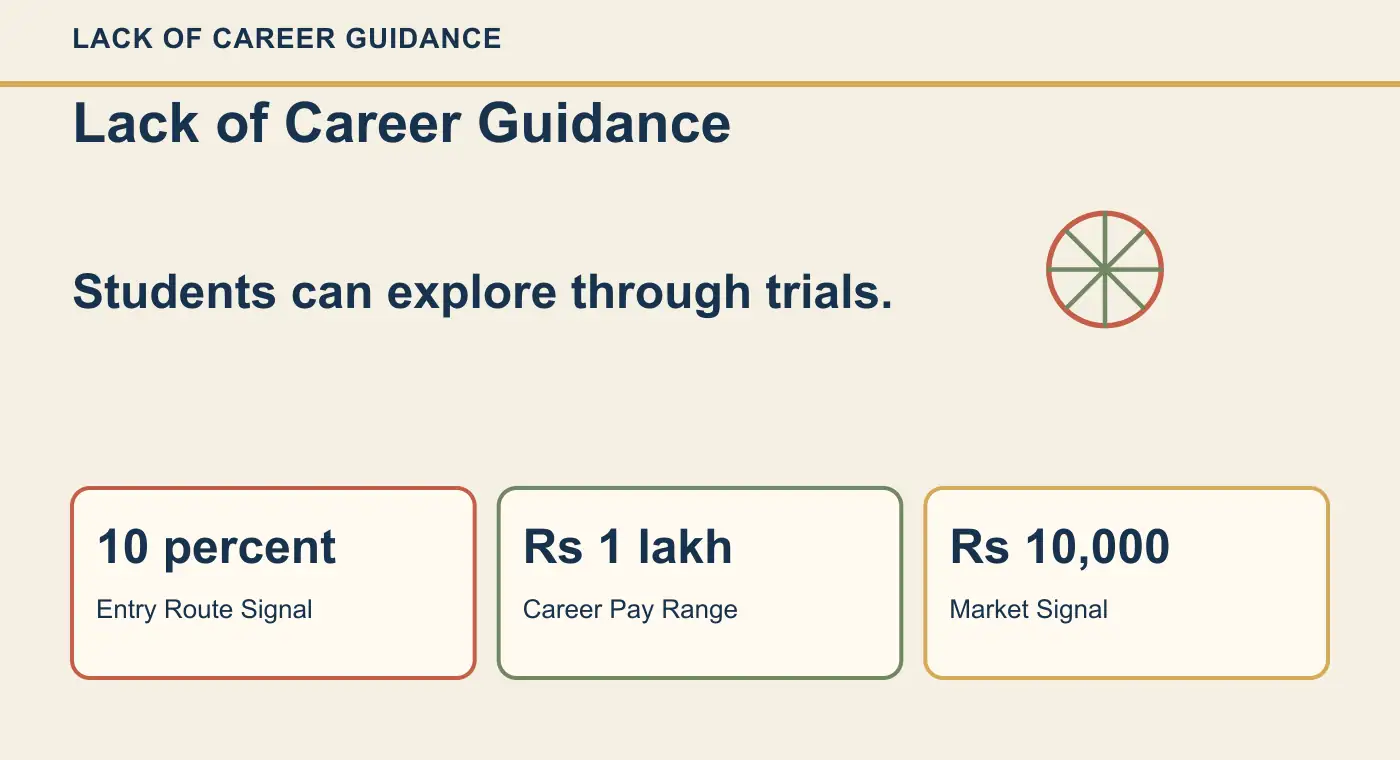 LACK OF CAREER GUIDANCE
Lack of Career Guidance
Students can explore through trials.
10 percent
Entry Route Signal
Rs 1 lakh
Career Pay Range
Rs 10,000
Market Signal